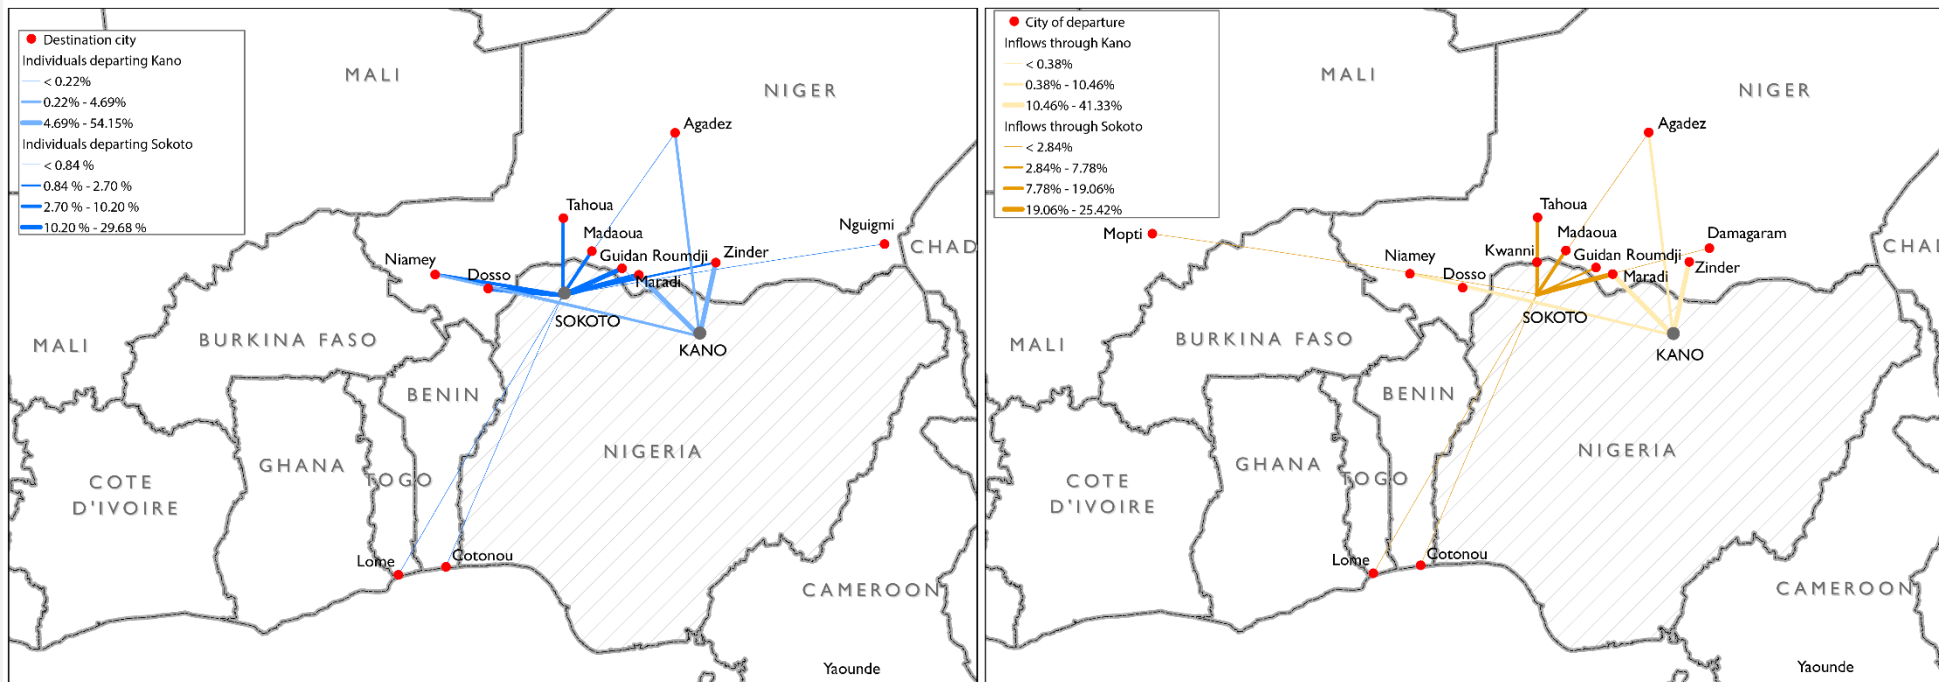 Destination city
Individuals departing Kano
< 0.22%
0.22% - 4.69%
4.69% - 54.15%
Individuals departing Sokoto
< 0.84 %
0.84 % - 2.70 %
2.70 % - 10.20 %
10.20 % - 29.68 %
MALI
NIGER
Agadez
Tahoua
Madaoua
Nguigmi
Guidan Roumdji
Zinder
CHAD
Niamey
Dosso
Maradi
SOKOTO
KANO
MALI
BURKINA FASO
BENIN
NIGERIA
GHANA
TOGO
COTE
D'IVOIRE
Lome
Cotonou
CAMEROON
Yaounde
City of departure
Inflows through Kano
< 0.38%
0.38% - 10.46%
10.46% - 41.33%
Inflows through Sokoto
< 2.84%
2.84% - 7.78%
7.78% - 19.06%
19.06% - 25.42%
MALI
NIGER
Agadez
Tahoua
Mopti
Madaoua
Damagaram
CHAD
Niamey
Kwanni
Guidan Roumdji
Zinder
Dosso
Maradi
SOKOTO
KANO
MALI
BURKINA FASO
BENIN
NIGERIA
GHANA
TOGO
COTE
D'IVOIRE
Lome
Cotonou
CAMEROON
Yaounde